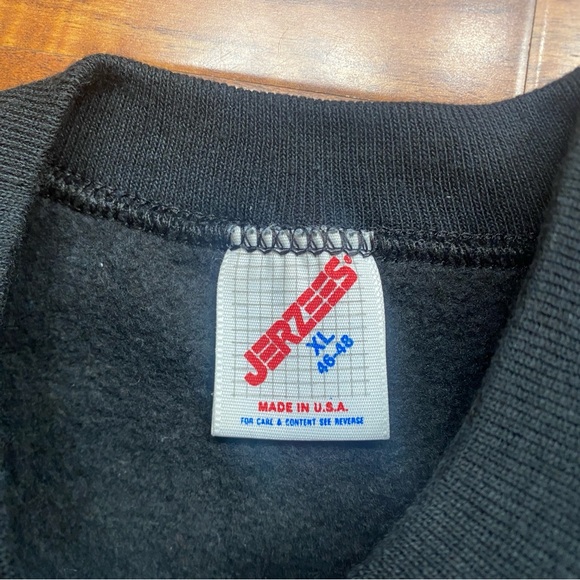 JERZEES
XL
46-48
MADE IN U.S.A.
FOR CARE & CONTENT SEE REVERSE